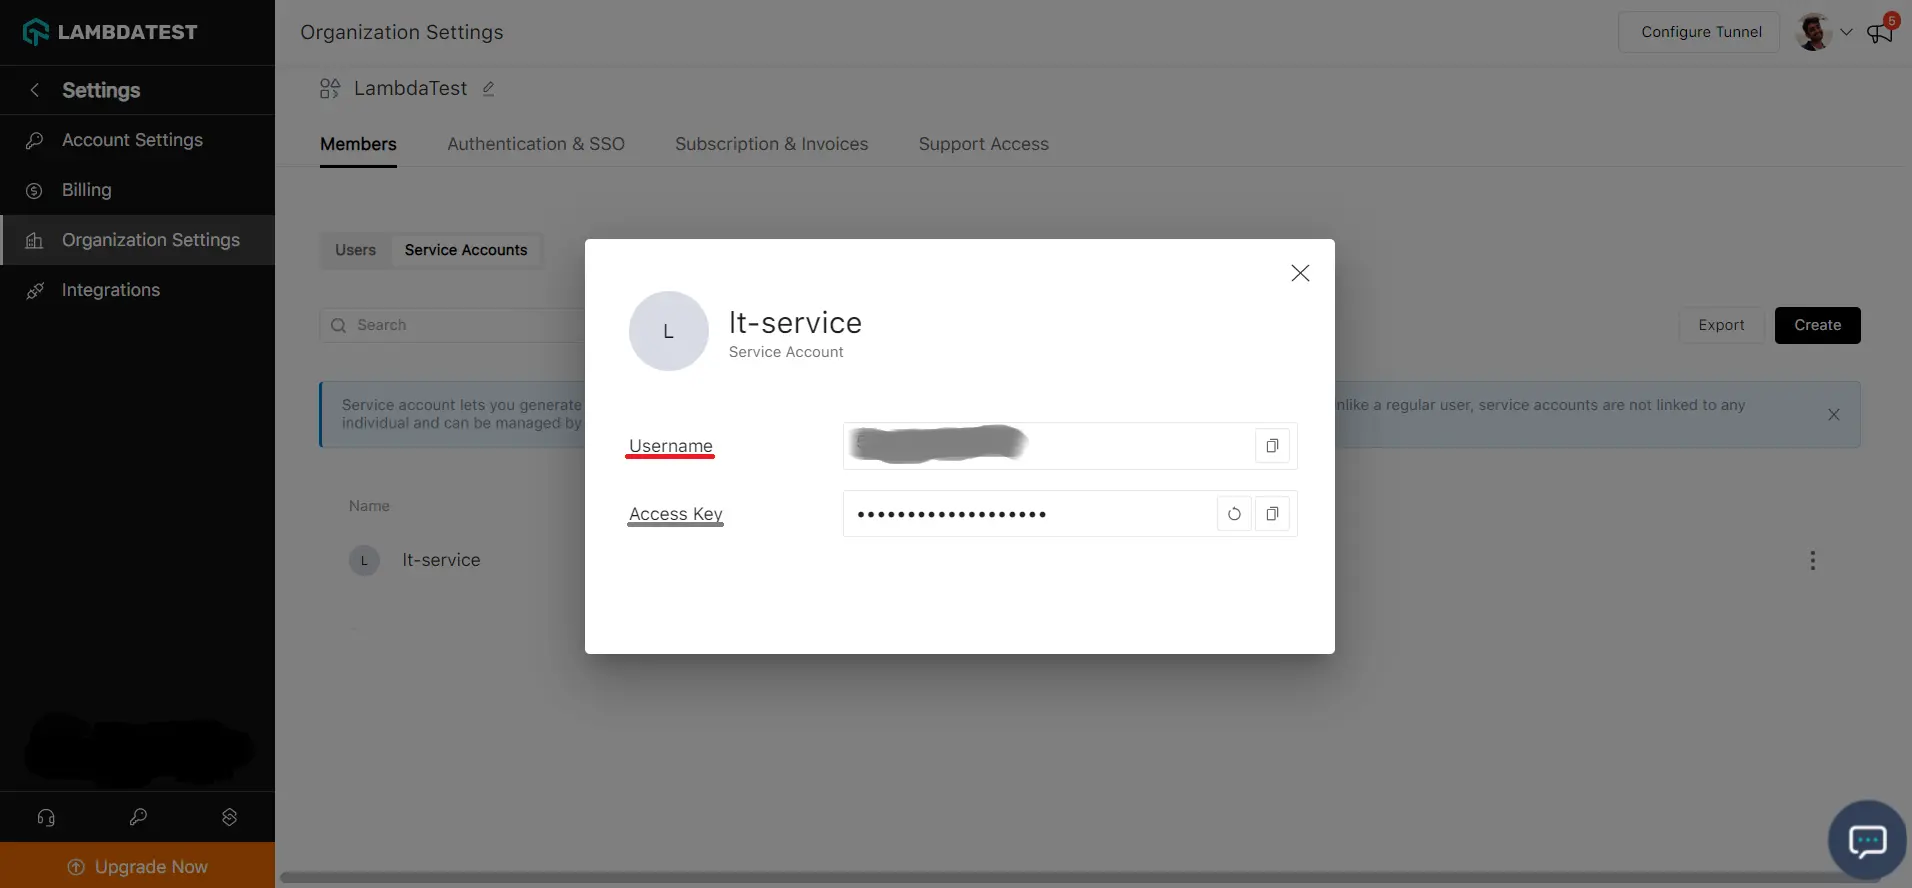 LAMBDATEST
Settings
Account Settings
Billing
Organization Settings
Integrations
Upgrade Now
Organization Settings
Configure Tunnel
5
LambdaTest
Members
Authentication & SSO
Subscription & Invoices
Support Access
Users
Service Accounts
Search
Export
Create
Service account lets you generate
nlike a regular user, service accounts are not linked to any
individual and can be managed by
Name
L
lt-service
L
lt-service
Service Account
Username
Access Key
••••••••••••••••••••